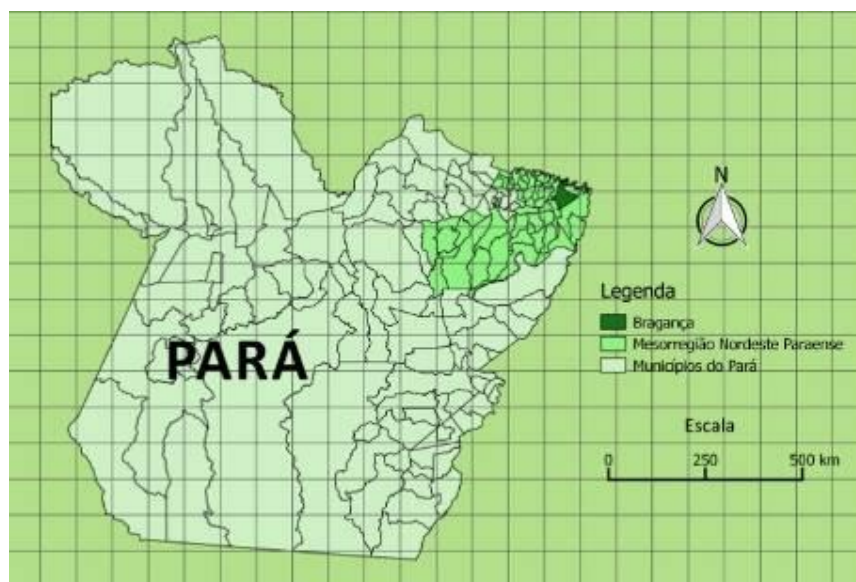 N
PARÁ
Legenda
Bragança
Mesorregião Nordeste Paraense
Municípios do Pará
Escala
0 250 500 km